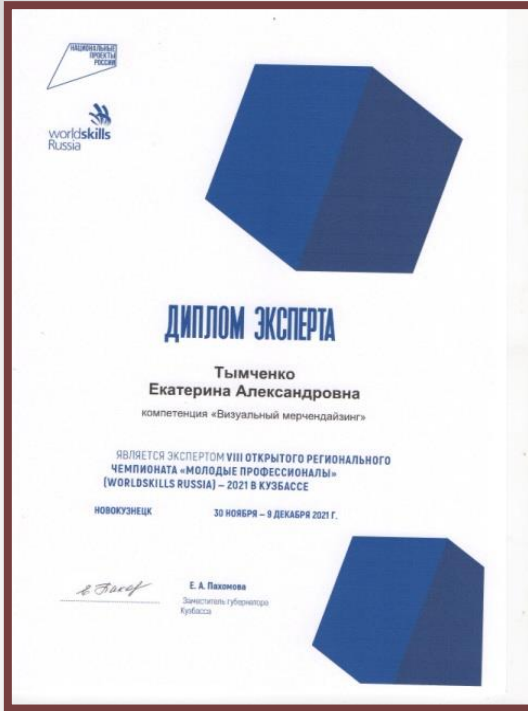 НАЦИОНАЛЬНЫЕ
ПРОЕКТЫ
РОССИИ
worldskills
Russia
ДИПЛОМ ЭКСПЕРТА
Тымченко
Екатерина Александровна
компетенция «Визуальный мерчендайзинг»
ЯВЛЯЕТСЯ ЭКСПЕРТОМ VIII ОТКРЫТОГО РЕГИОНАЛЬНОГО
ЧЕМПИОНАТА «МОЛОДЫЕ ПРОФЕССИОНАЛЫ»
(WORLDSKILLS RUSSIA) – 2021 В КУЗБАССЕ
НОВОКУЗНЕЦК 30 НОЯБРЯ – 9 ДЕКАБРЯ 2021 Г.
Е. А. Пахомова
Заместитель губернатора
Кузбасса